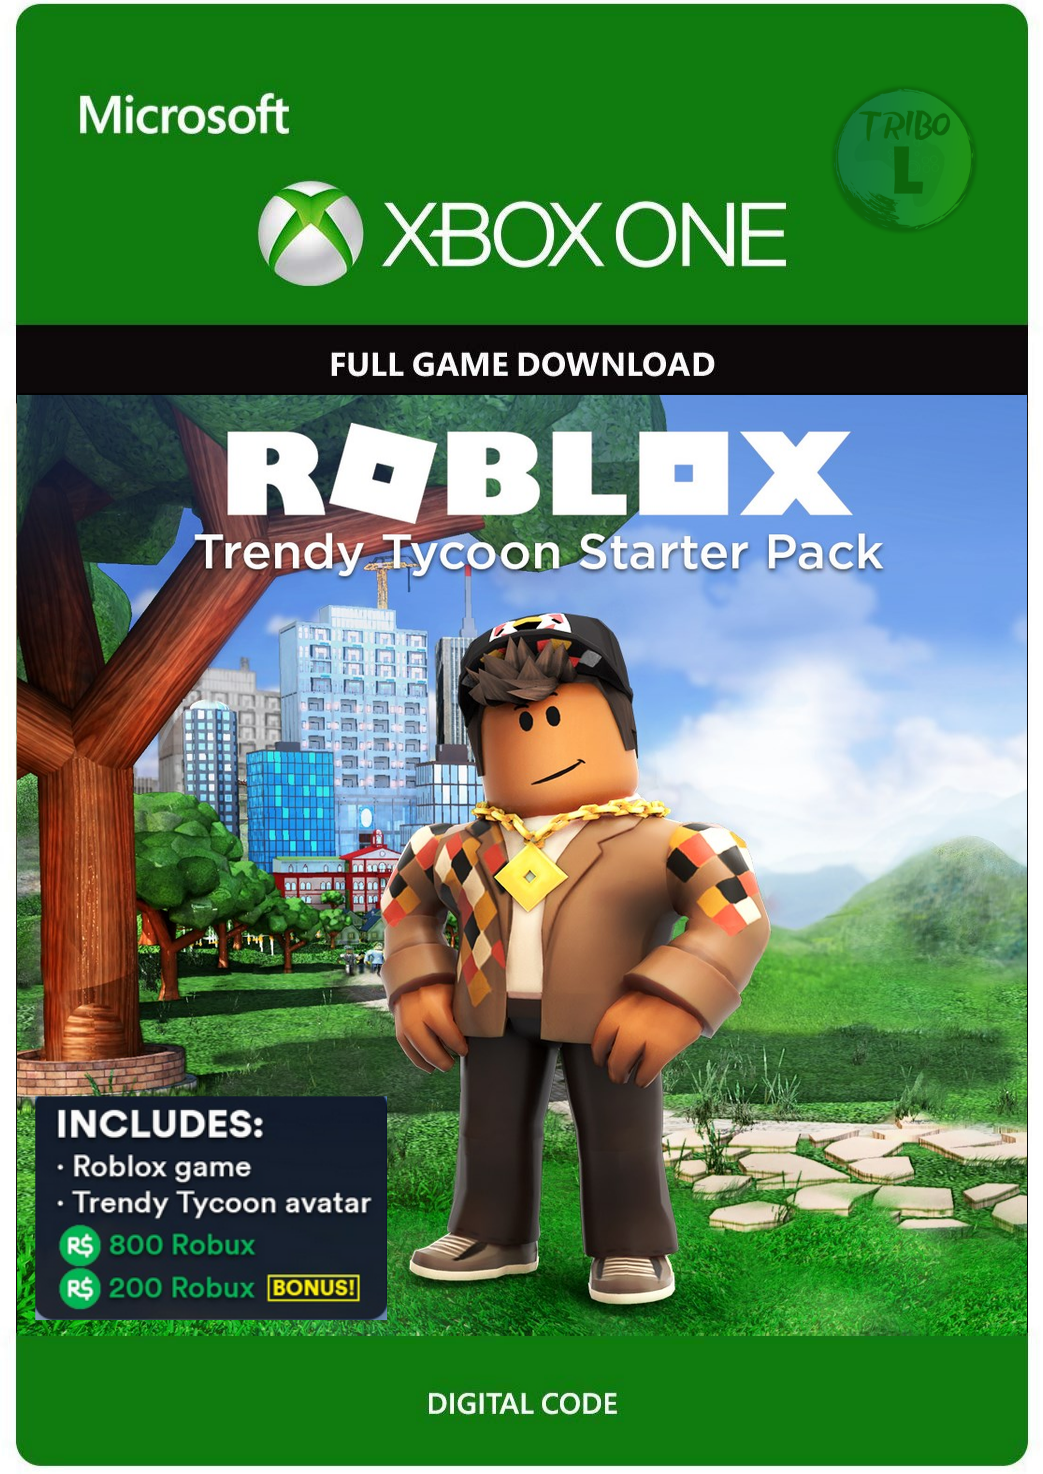 Microsoft
TRIBO
L
XBOX ONE
FULL GAME DOWNLOAD
ROBLOX
Trendy Tycoon Starter Pack
INCLUDES:
· Roblox game
· Trendy Tycoon avatar
R$ 800 Robux
R$ 200 Robux BONUS!
DIGITAL CODE